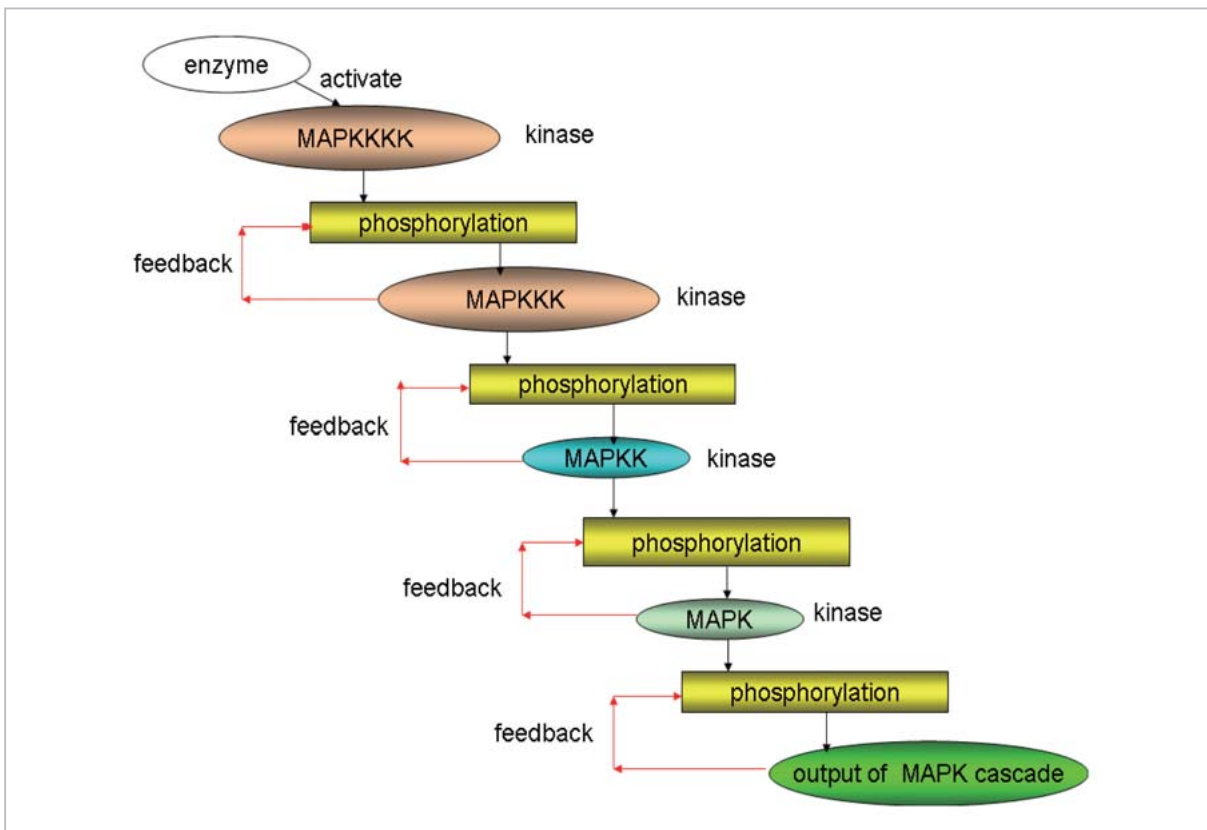 enzyme
activate
MAPKKKK
kinase
phosphorylation
feedback
MAPKKK
kinase
phosphorylation
feedback
MAPKK
kinase
phosphorylation
feedback
MAPK
kinase
phosphorylation
feedback
output of MAPK cascade